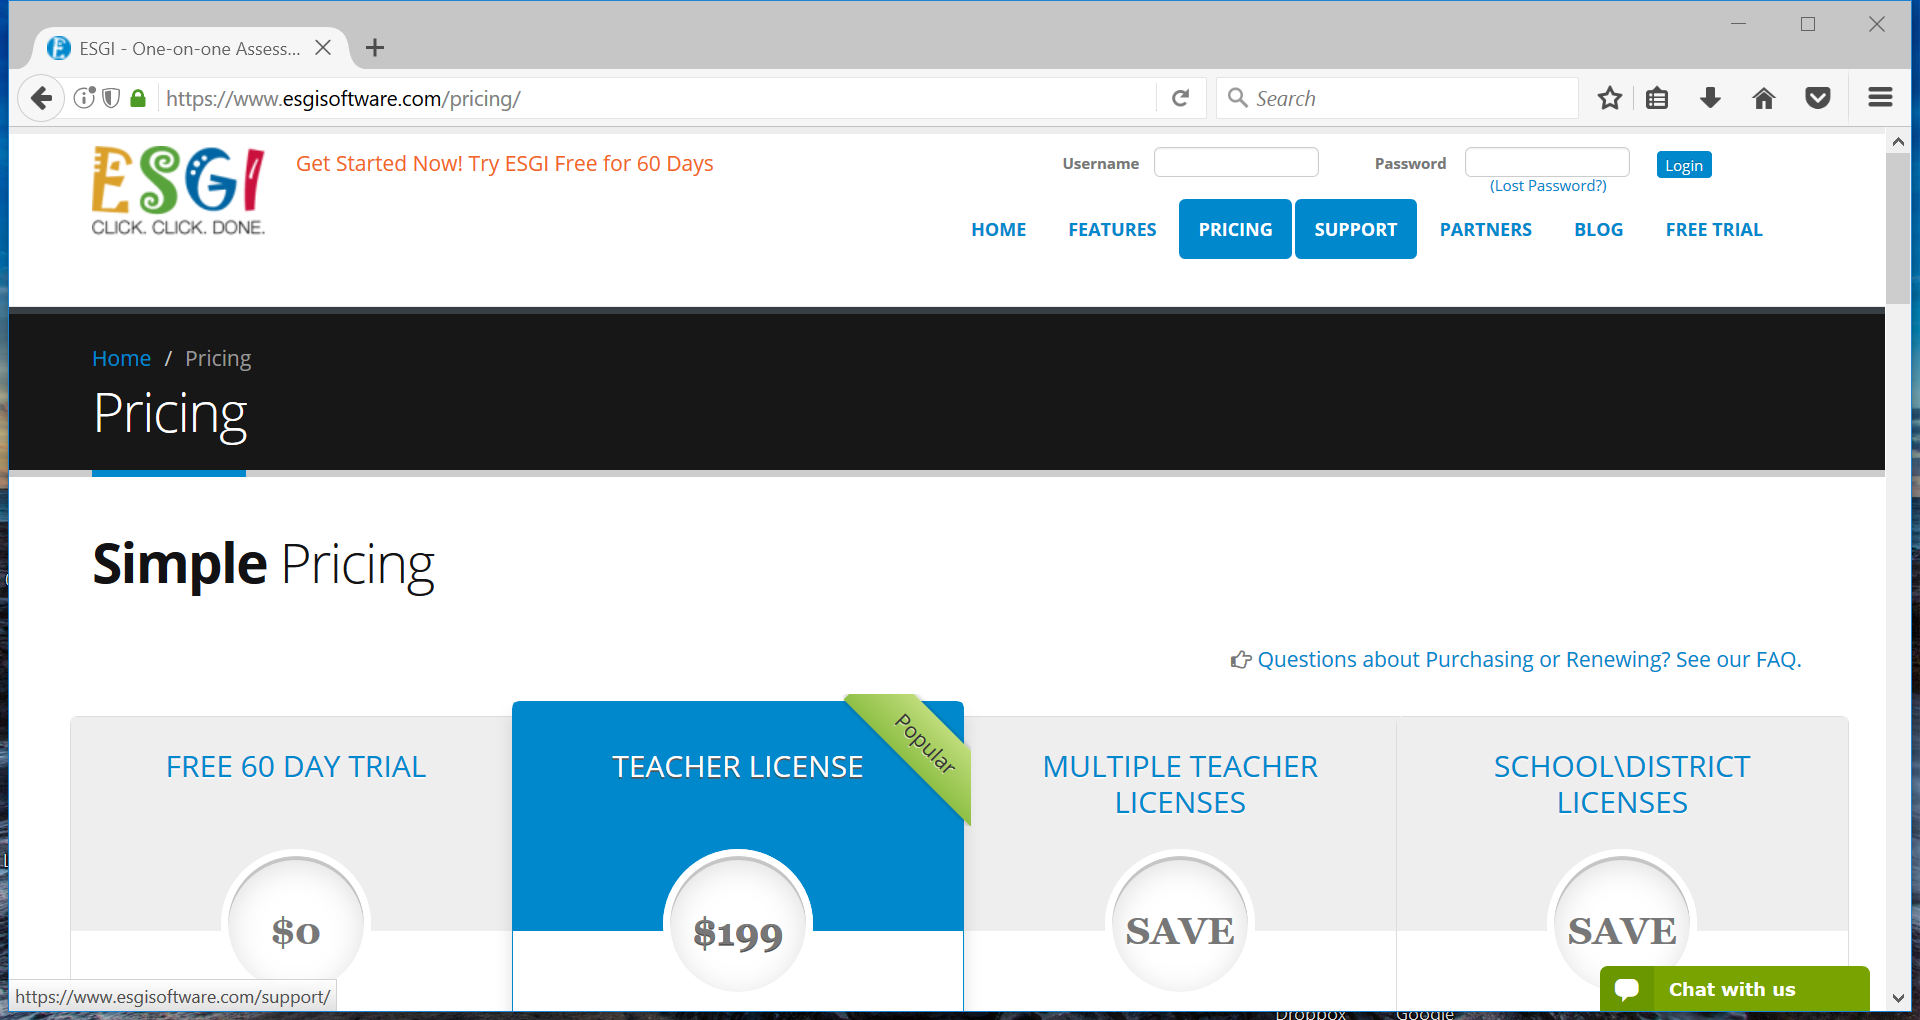 ESGI - One-on-one Assess...
https://www.esgisoftware.com/pricing/
Search
ESGI
CLICK. CLICK. DONE.
Get Started Now! Try ESGI Free for 60 Days
Username
Password
Login
(Lost Password?)
HOME FEATURES PRICING SUPPORT PARTNERS BLOG FREE TRIAL
Home / Pricing
Pricing
Simple Pricing
Questions about Purchasing or Renewing? See our FAQ.
FREE 60 DAY TRIAL
$0
TEACHER LICENSE
Popular
$199
MULTIPLE TEACHER
LICENSES
SAVE
SCHOOL\DISTRICT
LICENSES
SAVE
https://www.esgisoftware.com/support/
Chat with us
Dropbox
Google